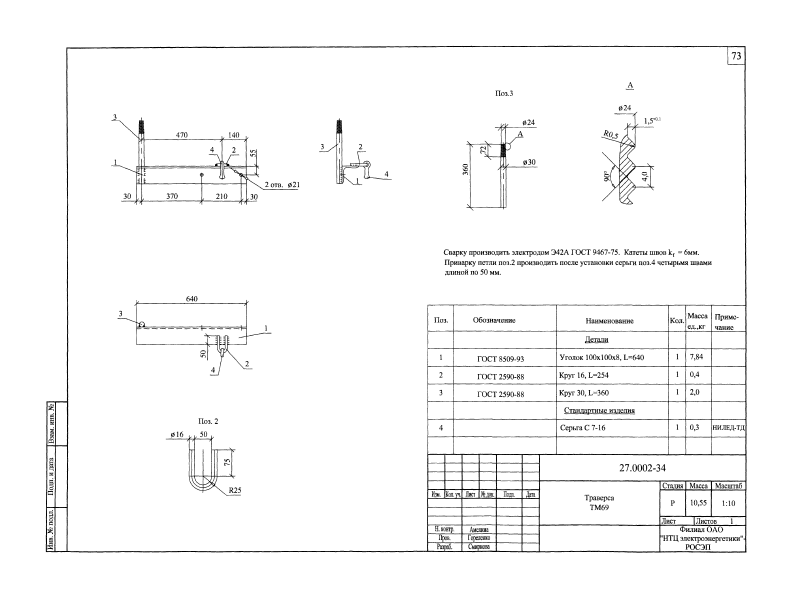 73
3
470
140
4
2
1
55
2 отв. ø21
30
370
210
30
3
2
4
Поз.3
ø24
А
72
360
ø30
А
ø24
1,5⁺⁰·¹
R0,5
90°
4,0
Сварку производить электродом Э42А ГОСТ 9467-75. Катеты швов kf = 6мм.
Приварку петли поз.2 производить после установки серьги поз.4 четырьмя швами
длиной по 50 мм.
640
3
1
50
4
2
Поз. 2
ø16
50
75
R25
Поз. Обозначение Наименование Кол. Масса ед.,кг Приме-чание
Детали
1 ГОСТ 8509-93 Уголок 100х100х8, L=640 1 7,84
2 ГОСТ 2590-88 Круг 16, L=254 1 0,4
3 ГОСТ 2590-88 Круг 30, L=360 1 2,0
Стандартные изделия
4 Серьга С 7-16 1 0,3 НИЛЕД-ТД
27.0002-34
Изм. Кол. уч. Лист № док. Подп. Дата
Траверса
ТМ69
Стадия Масса Масштаб
Р 10,55 1:10
Лист Листов 1
Н. контр. Амелина
Пров. Гореленко
Разраб. Смирнова
Филиал ОАО
"НТЦ электроэнергетики"-
РОСЭП
Взам. инв. №
Подп. и дата
Инв. № подл.